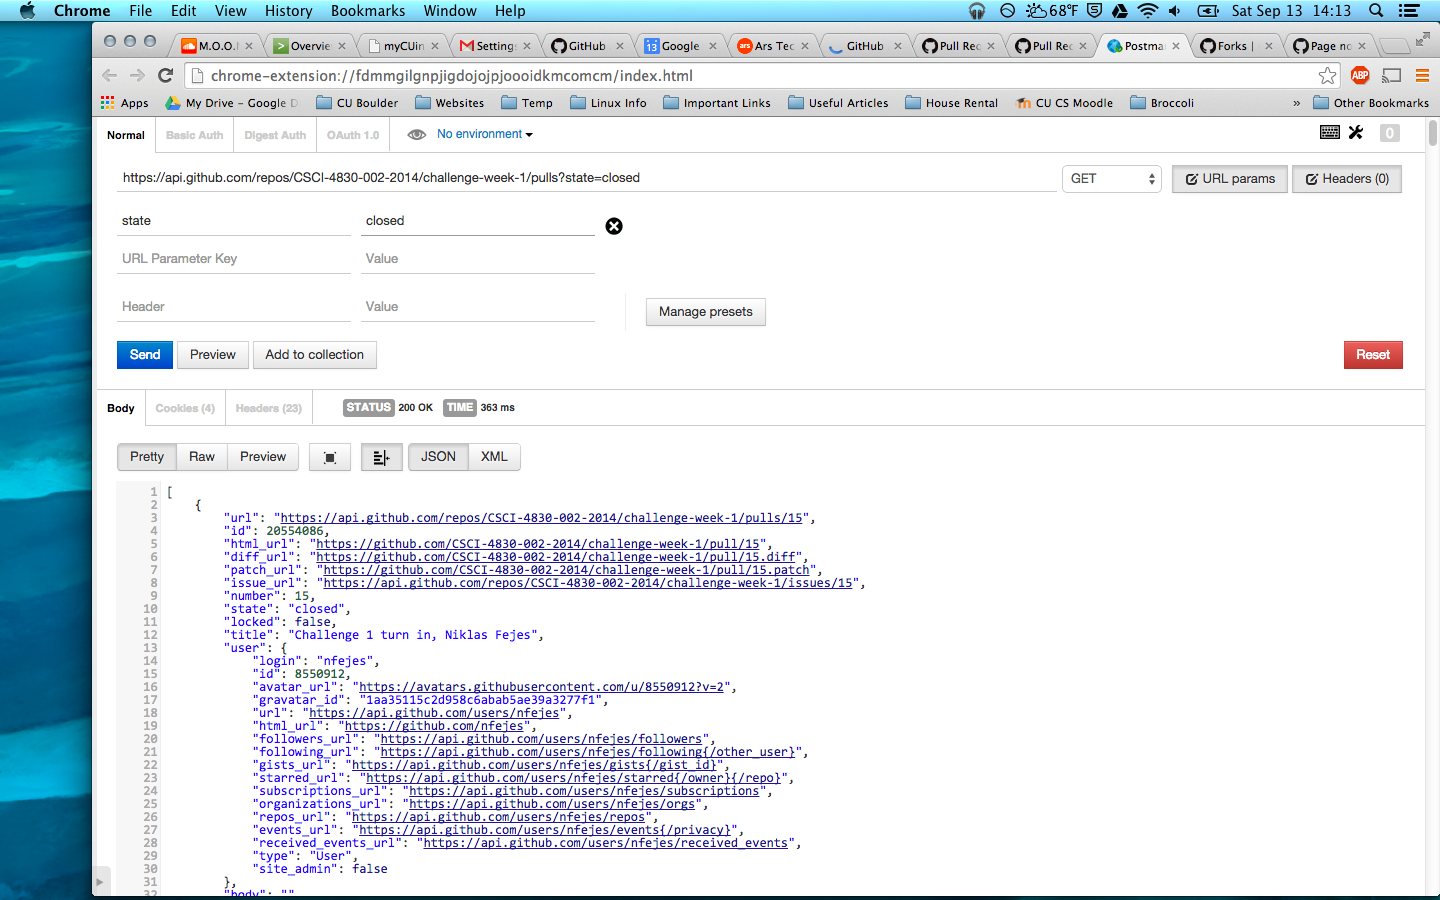 Chrome File Edit View History Bookmarks Window Help 68°F Sat Sep 13 14:13
M.O.O. Overvie myCUin Settings GitHub 13 Google ars Ars Tec GitHub Pull Rec Pull Rec Postma Forks | Page no
chrome-extension://fdmmgilgnpjigdojojpjoooidkmcomcm/index.html ABP
Apps My Drive – Google D CU Boulder Websites Temp Linux Info Important Links Useful Articles House Rental CU CS Moodle Broccoli » Other Bookmarks
Normal Basic Auth Digest Auth OAuth 1.0 No environment 0
https://api.github.com/repos/CSCI-4830-002-2014/challenge-week-1/pulls?state=closed GET URL params Headers (0)
state closed
URL Parameter Key Value
Header Value Manage presets
Send Preview Add to collection Reset
Body Cookies (4) Headers (23) STATUS 200 OK TIME 363 ms
Pretty Raw Preview JSON XML
1 [
2 {
3 "url": "https://api.github.com/repos/CSCI-4830-002-2014/challenge-week-1/pulls/15",
4 "id": 20554086,
5 "html_url": "https://github.com/CSCI-4830-002-2014/challenge-week-1/pull/15",
6 "diff_url": "https://github.com/CSCI-4830-002-2014/challenge-week-1/pull/15.diff",
7 "patch_url": "https://github.com/CSCI-4830-002-2014/challenge-week-1/pull/15.patch",
8 "issue_url": "https://api.github.com/repos/CSCI-4830-002-2014/challenge-week-1/issues/15",
9 "number": 15,
10 "state": "closed",
11 "locked": false,
12 "title": "Challenge 1 turn in, Niklas Fejes",
13 "user": {
14 "login": "nfejes",
15 "id": 8550912,
16 "avatar_url": "https://avatars.githubusercontent.com/u/8550912?v=2",
17 "gravatar_id": "1aa35115c2d958c6abab5ae39a3277f1",
18 "url": "https://api.github.com/users/nfejes",
19 "html_url": "https://github.com/nfejes",
20 "followers_url": "https://api.github.com/users/nfejes/followers",
21 "following_url": "https://api.github.com/users/nfejes/following{/other_user}",
22 "gists_url": "https://api.github.com/users/nfejes/gists{/gist_id}",
23 "starred_url": "https://api.github.com/users/nfejes/starred{/owner}{/repo}",
24 "subscriptions_url": "https://api.github.com/users/nfejes/subscriptions",
25 "organizations_url": "https://api.github.com/users/nfejes/orgs",
26 "repos_url": "https://api.github.com/users/nfejes/repos",
27 "events_url": "https://api.github.com/users/nfejes/events{/privacy}",
28 "received_events_url": "https://api.github.com/users/nfejes/received_events",
29 "type": "User",
30 "site_admin": false
31 },
32 "body": ""